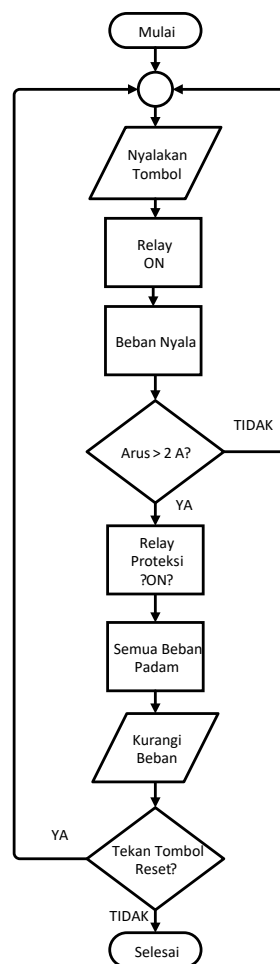 Mulai
Nyalakan
Tombol
Relay
ON
Beban Nyala
Arus > 2 A?
TIDAK
YA
Relay
Proteksi
?ON?
Semua Beban
Padam
Kurangi
Beban
YA
Tekan Tombol
Reset?
TIDAK
Selesai